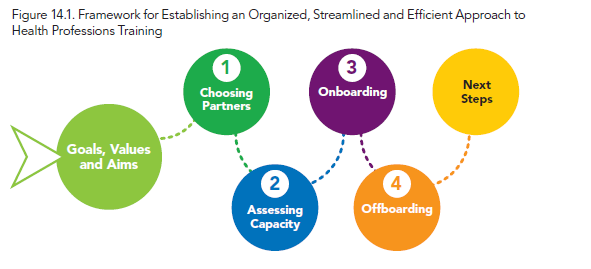 Figure 14.1. Framework for Establishing an Organized, Streamlined and Efficient Approach to
Health Professions Training
Goals, Values
and Aims
1
Choosing
Partners
2
Assessing
Capacity
3
Onboarding
4
Offboarding
Next
Steps